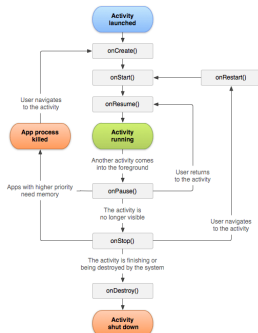 Activity
launched
onCreate()
onStart()
onRestart()
User navigates
to the activity
onResume()
App process
killed
Activity
running
Another activity comes
into the foreground
User returns
to the activity
Apps with higher priority
need memory
onPause()
The activity is
no longer visible
User navigates
to the activity
onStop()
The activity is finishing or
being destroyed by the system
onDestroy()
Activity
shut down